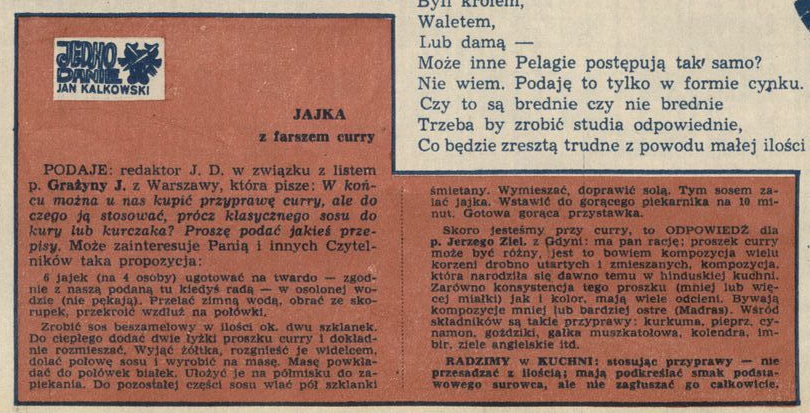 Byli królem,
Waletem,
Lub damą —
Może inne Pelagie postępują tak samo?
Nie wiem. Podaję to tylko w formie cynku.
Czy to są brednie czy nie brednie
Trzeba by zrobić studia odpowiednie,
Co będzie zresztą trudne z powodu małej ilości
JEDNO
DANIE
JAN KALKOWSKI
JAJKA
z farszem curry
PODAJE: redaktor J. D. w związku z listem
p. Grażyny J. z Warszawy, która pisze: W koń-
cu można u nas kupić przyprawę curry, ale do
czego ją stosować, prócz klasycznego sosu do
kury lub kurczaka? Proszę podać jakieś prze-
pisy. Może zainteresuje Panią i innych Czytel-
ników taka propozycja:
6 jajek (na 4 osoby) ugotować na twardo — zgod-
nie z naszą podaną tu kiedyś radą — w osolonej wo-
dzie (nie pękają). Przelać zimną wodą, obrać ze sko-
rupek, przekroić wzdłuż na połówki.
Zrobić sos beszamelowy w ilości ok. dwu szklanek.
Do ciepłego dodać dwie łyżki proszku curry i dokład-
nie rozmieszać. Wyjąć żółtka, rozgnieść je widelcem,
dolać połowę sosu i wyrobić na masę. Masę powkła-
dać do połówek białek. Ułożyć je na półmisku do za-
piekania. Do pozostałej części sosu wlać pół szklanki
śmietany. Wymieszać, doprawić solą. Tym sosem za-
lać jajka. Wstawić do gorącego piekarnika na 10 mi-
nut. Gotowa gorąca przystawka.
Skoro jesteśmy przy curry, to ODPOWIEDŹ dla
p. Jerzego Ziel. z Gdyni: ma pan rację; proszek curry
może być różny, jest to bowiem kompozycja wielu
korzeni drobno utartych i zmieszanych, kompozycja,
która narodziła się dawno temu w hinduskiej kuchni.
Zarówno konsystencja tego proszku (mniej lub wię-
cej miałki) jak i kolor, mają wiele odcieni. Bywają
kompozycje mniej lub bardziej ostre (Madras). Wśród
składników są takie przyprawy: kurkuma, pieprz, cy-
namon, goździki, gałka muszkatołowa, kolendra, im-
bir, ziele angielskie itd.
RADZIMY w KUCHNI: stosując przyprawy — nie
przesadzać z ilością; mają podkreślać smak podsta-
wowego surowca, ale nie zagłuszać go całkowicie.